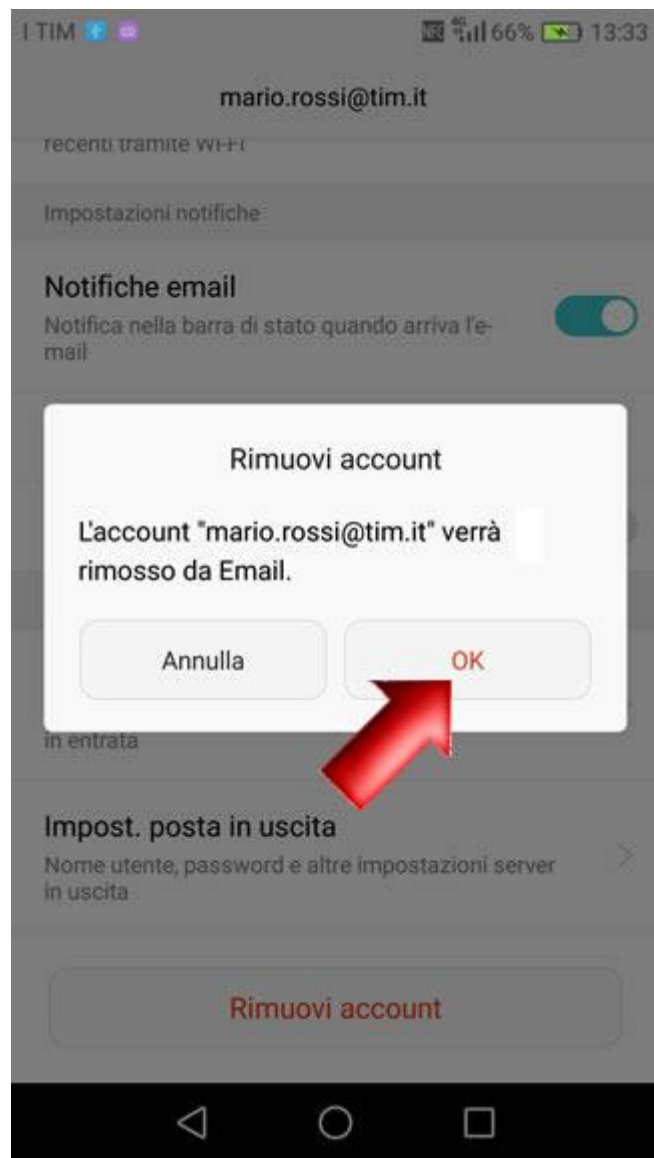 I TIM
4G 66% 13:33
mario.rossi@tim.it
recenti tramite Wi-Fi
Impostazioni notifiche
Notifiche email
Notifica nella barra di stato quando arriva l'e-
mail
Rimuovi account
L'account "mario.rossi@tim.it" verrà
rimosso da Email.
Annulla
OK
in entrata
Impost. posta in uscita
Nome utente, password e altre impostazioni server
in uscita
Rimuovi account